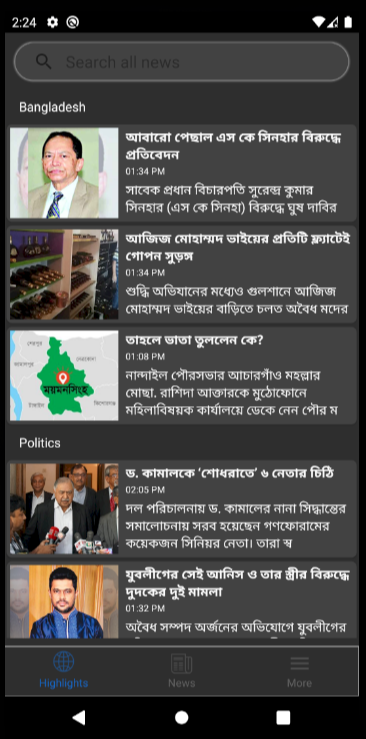 2:24
Search all news
Bangladesh
আবারো পেছাল এস কে সিনহার বিরুদ্ধে
প্রতিবেদন
01:34 PM
সাবেক প্রধান বিচারপতি সুরেন্দ্র কুমার
সিনহার (এস কে সিনহা) বিরুদ্ধে ঘুষ দাবির
আজিজ মোহাম্মদ ভাইয়ের প্রতিটি ফ্ল্যাটেই
গোপন সুড়ঙ্গ
01:34 PM
শুদ্ধি অভিযানের মধ্যেও গুলশানে আজিজ
মোহাম্মদ ভাইয়ের বাড়িতে চলত অবৈধ মদের
তাহলে ভাতা তুললেন কে?
01:08 PM
নান্দাইল পৌরসভার আচারগাঁও মহল্লার
মোছা. রাশিদা আক্তারকে মুঠোফোনে
মহিলাবিষয়ক কার্যালয়ে ডেকে নেন পৌর ম
ময়মনসিংহ
Politics
ড. কামালকে ‘শোধরাতে’ ৬ নেতার চিঠি
02:05 PM
দল পরিচালনায় ড. কামালের নানা সিদ্ধান্তের
সমালোচনায় সরব হয়েছেন গণফোরামের
কয়েকজন সিনিয়র নেতা। তারা স্ব
যুবলীগের সেই আনিস ও তার স্ত্রীর বিরুদ্ধে
দুদকের দুই মামলা
01:32 PM
অবৈধ সম্পদ অর্জনের অভিযোগে যুবলীগের
Highlights
News
More